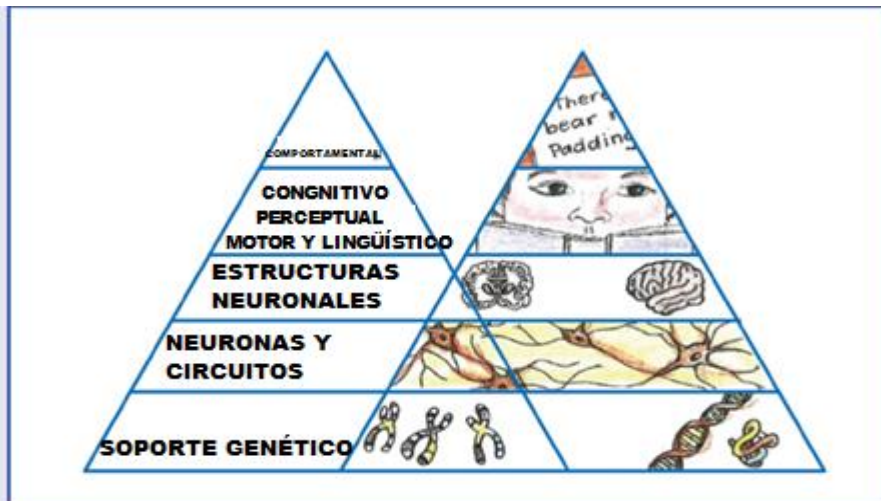 COMPORTAMENTAL
CONGNITIVO
PERCEPTUAL
MOTOR Y LINGÜÍSTICO
ESTRUCTURAS
NEURONALES
NEURONAS Y
CIRCUITOS
SOPORTE GENÉTICO
There
bear
Padding